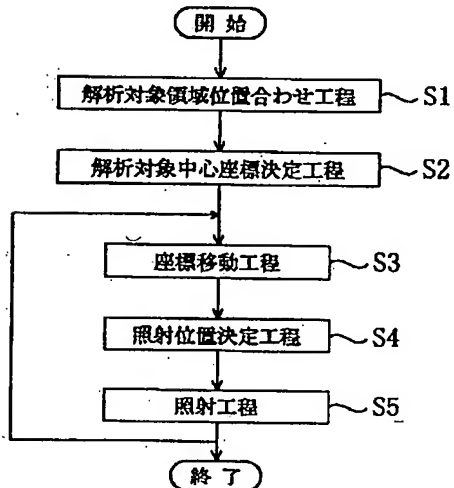 開 始
解析対象領域位置合わせ工程 S1
解析対象中心座標決定工程 S2
座標移動工程 S3
照射位置決定工程 S4
照射工程 S5
終 了